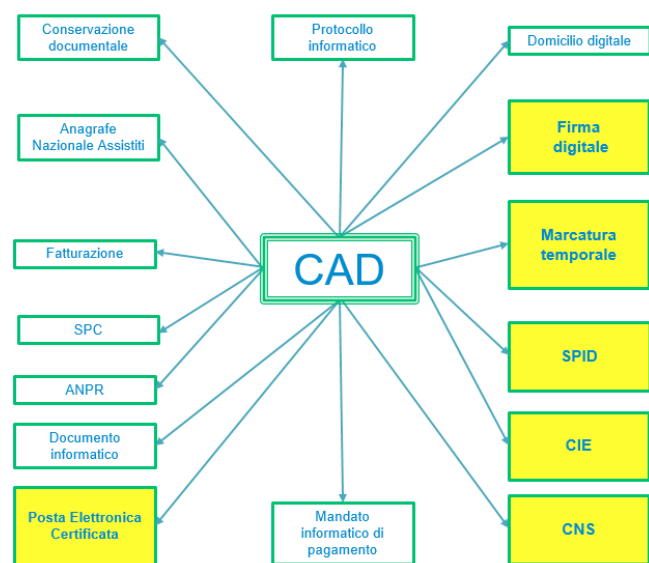 Conservazione
documentale
Protocollo
informatico
Domicilio digitale
Anagrafe
Nazionale Assistiti
Firma
digitale
Marcatura
temporale
Fatturazione
CAD
SPC
SPID
ANPR
Documento
informatico
CIE
Posta Elettronica
Certificata
Mandato
informatico di
pagamento
CNS